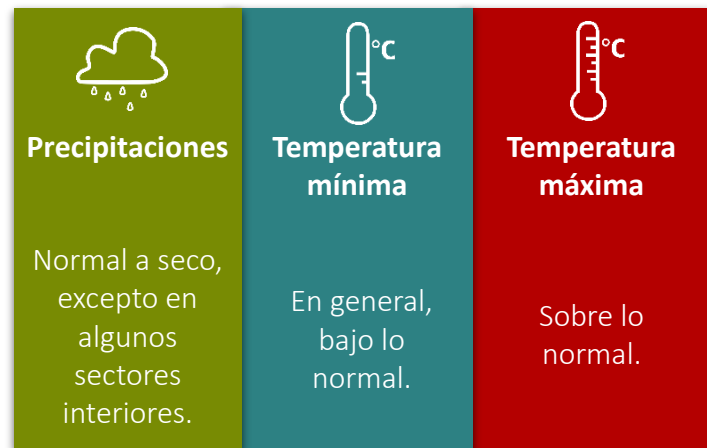 Precipitaciones
Normal a seco,
excepto en
algunos
sectores
interiores.
°C
Temperatura
mínima
En general,
bajo lo
normal.
°C
Temperatura
máxima
Sobre lo
normal.